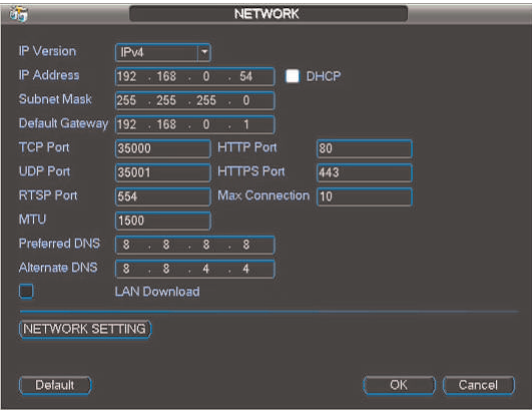 NETWORK
IP Version IPv4
IP Address 192 . 168 . 0 . 54 DHCP
Subnet Mask 255 . 255 . 255 . 0
Default Gateway 192 . 168 . 0 . 1
TCP Port 35000 HTTP Port 80
UDP Port 35001 HTTPS Port 443
RTSP Port 554 Max Connection 10
MTU 1500
Preferred DNS 8 . 8 . 8 . 8
Alternate DNS 8 . 8 . 4 . 4
LAN Download
NETWORK SETTING
Default OK Cancel